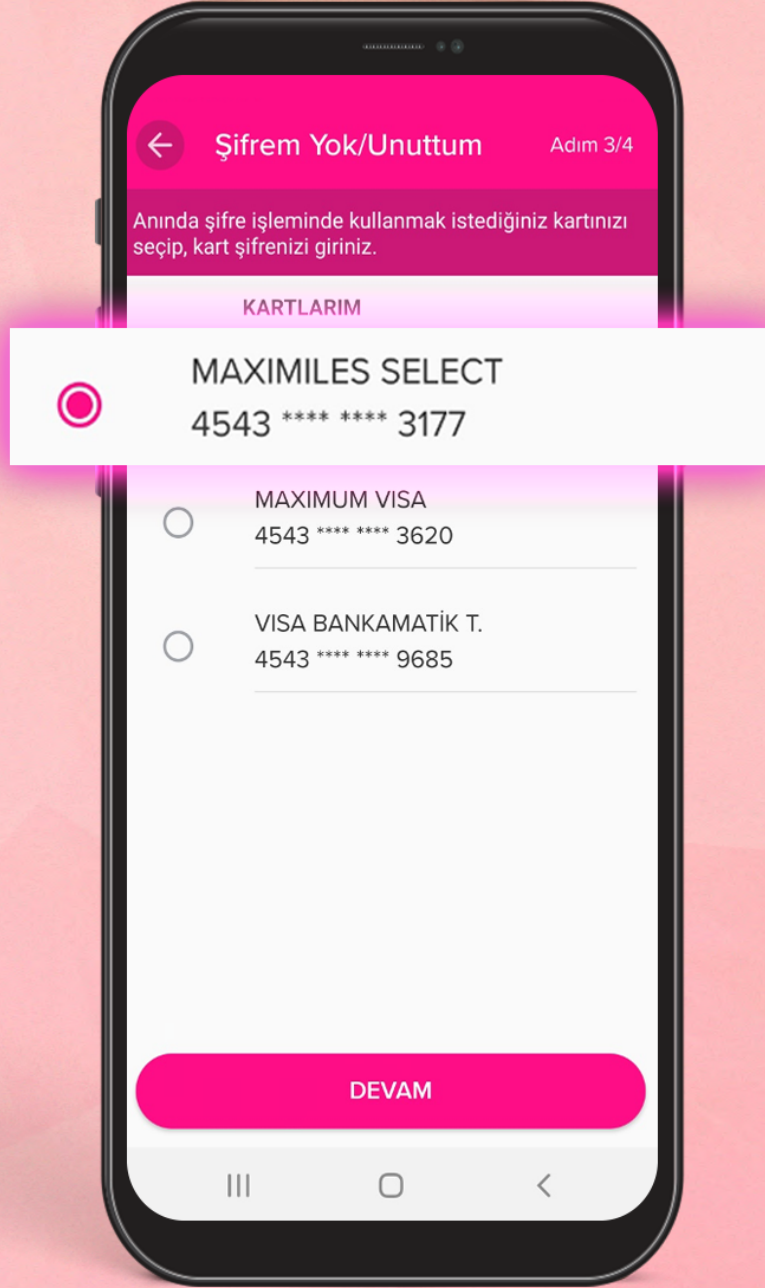 Şifrem Yok/Unuttum
Adım 3/4
Anında şifre işleminde kullanmak istediğiniz kartınızı
seçip, kart şifrenizi giriniz.
KARTLARIM
MAXIMILES SELECT
4543 **** **** 3177
MAXIMUM VISA
4543 **** **** 3620
VISA BANKAMATİK T.
4543 **** **** 9685
DEVAM